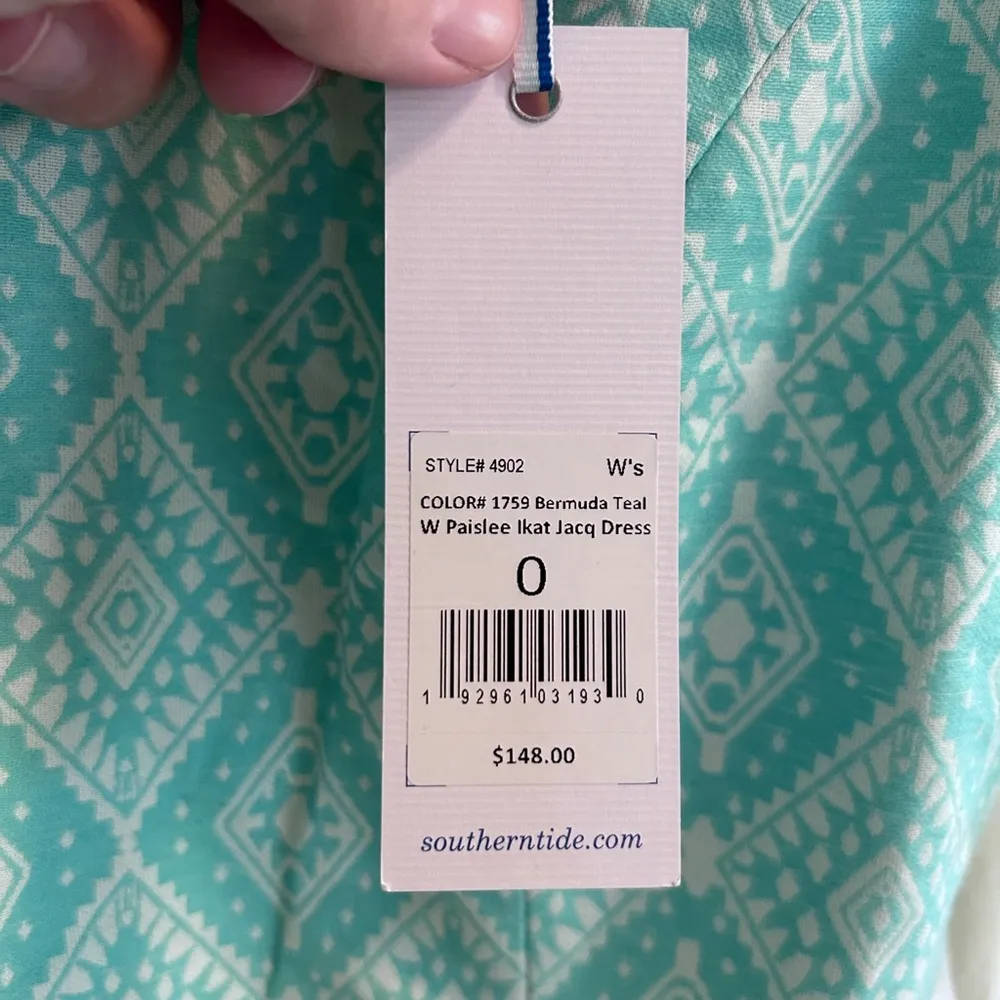 STYLE# 4902 W's
COLOR# 1759 Bermuda Teal
W Paislee Ikat Jacq Dress
0
1 92961 03193 0
$148.00
southerntide.com